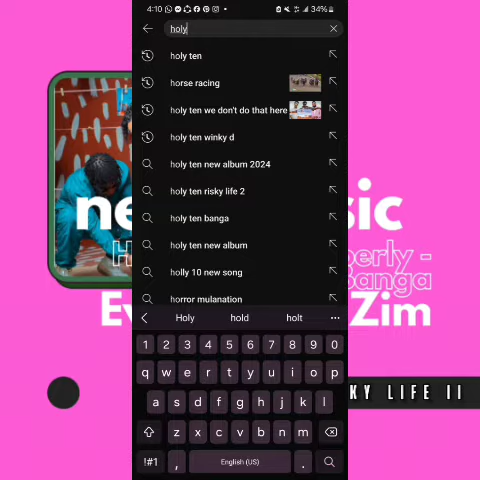 4:10
34%
holy
holy ten
horse racing
holy ten we don't do that here
holy ten winky d
holy ten new album 2024
holy ten risky life 2
holy ten banga
holy ten new album
holly 10 new song
horror mulanation
Holy hold holt ...
1 2 3 4 5 6 7 8 9 0
q w e r t y u i o p
a s d f g h j k l
z x c v b n m
!#1 , English (US) .
ne sic
H perly -
Banga
Ev Zim
KY LIFE II